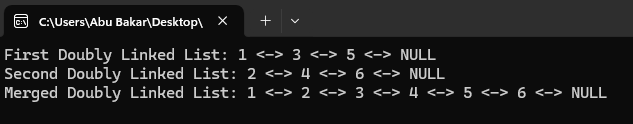 C:\Users\Abu Bakar\Desktop\
First Doubly Linked List: 1 <-> 3 <-> 5 <-> NULL
Second Doubly Linked List: 2 <-> 4 <-> 6 <-> NULL
Merged Doubly Linked List: 1 <-> 2 <-> 3 <-> 4 <-> 5 <-> 6 <-> NULL